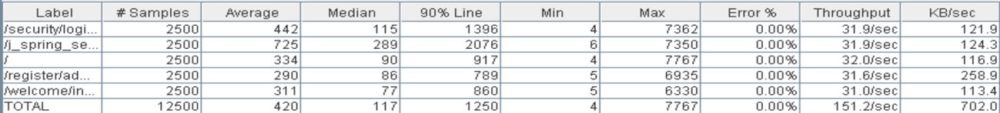 Label # Samples Average Median 90% Line Min Max Error % Throughput KB/sec
/security/logi... 2500 442 115 1396 4 7362 0.00% 31.9/sec 121.9
/j_spring_se... 2500 725 289 2076 6 7350 0.00% 31.9/sec 124.3
/ 2500 334 90 917 4 7767 0.00% 32.0/sec 116.9
/register/ad... 2500 290 86 789 5 6935 0.00% 31.6/sec 258.9
/welcome/in... 2500 311 77 860 5 6330 0.00% 31.0/sec 113.4
TOTAL 12500 420 117 1250 4 7767 0.00% 151.2/sec 702.0